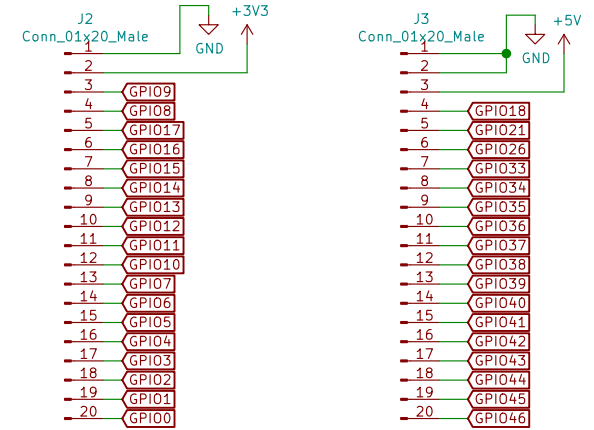 J2
Conn_01x20_Male
+3V3
GND
1
2
3 GPIO9
4 GPIO8
5 GPIO17
6 GPIO16
7 GPIO15
8 GPIO14
9 GPIO13
10 GPIO12
11 GPIO11
12 GPIO10
13 GPIO7
14 GPIO6
15 GPIO5
16 GPIO4
17 GPIO3
18 GPIO2
19 GPIO1
20 GPIO0
J3
Conn_01x20_Male
+5V
GND
1
2
3
4 GPIO18
5 GPIO21
6 GPIO26
7 GPIO33
8 GPIO34
9 GPIO35
10 GPIO36
11 GPIO37
12 GPIO38
13 GPIO39
14 GPIO40
15 GPIO41
16 GPIO42
17 GPIO43
18 GPIO44
19 GPIO45
20 GPIO46